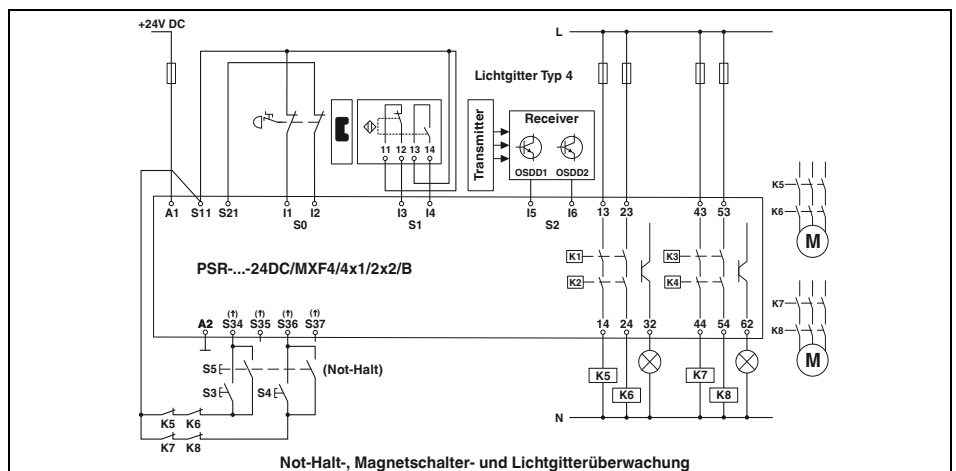 +24V DC
L
Lichtgitter Typ 4
Transmitter
Receiver
OSDD1 OSDD2
11 12 13 14
A1 S11 S21 I1 I2 I3 I4 I5 I6 13 23 43 53
S0 S1 S2
K5
K6
M
PSR-...-24DC/MXF4/4x1/2x2/B
K1 K3
K2 K4
(†) (†) (†) (†)
A2 S34 S35 S36 S37 14 24 32 44 54 62
K7
K8
M
S5 (Not-Halt)
S3 S4
K5 K7
K6 K8
K5 K6
N
K7 K8
Not-Halt-, Magnetschalter- und Lichtgitterüberwachung